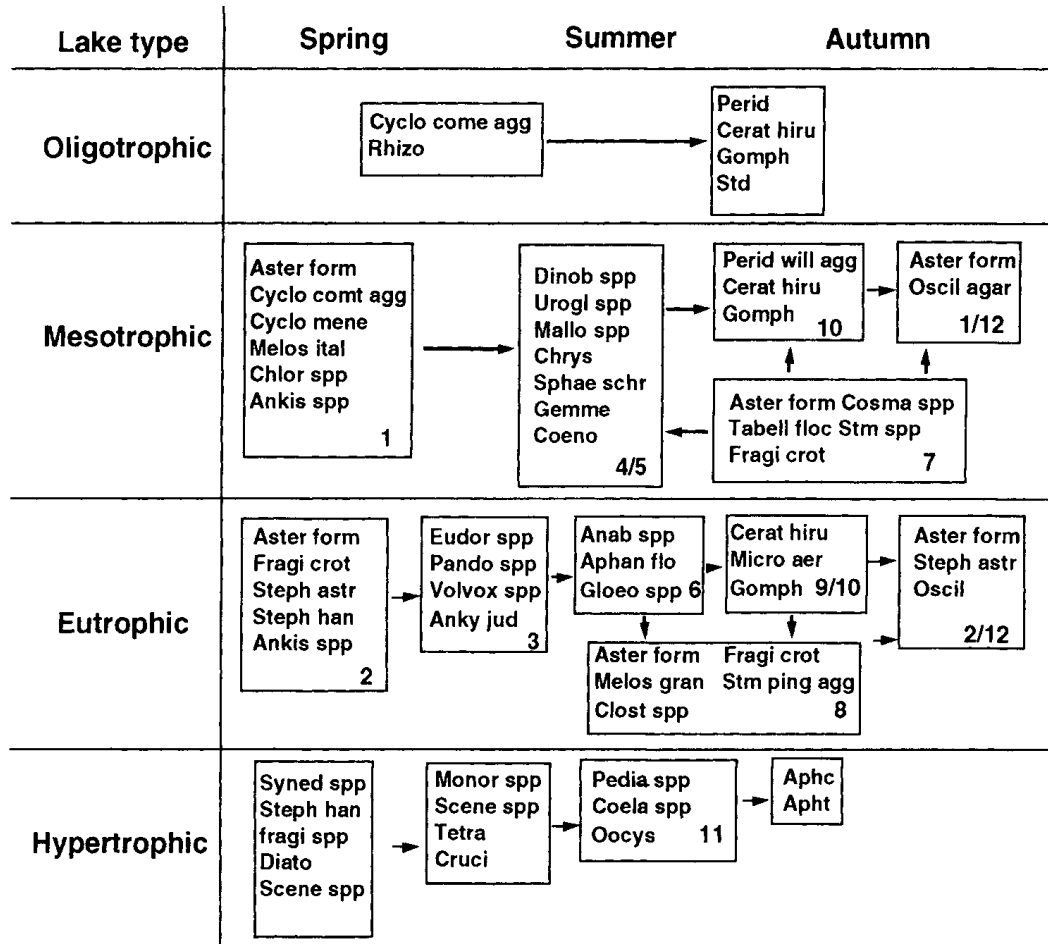 Lake type Spring Summer Autumn
Oligotrophic
Cyclo come agg
Rhizo
Perid
Cerat hiru
Gomph
Std
Mesotrophic
Aster form
Cyclo comt agg
Cyclo mene
Melos ital
Chlor spp
Ankis spp
1
Dinob spp
Urogl spp
Mallo spp
Chrys
Sphae schr
Gemme
Coeno
4/5
Perid will agg
Cerat hiru
Gomph
10
Aster form
Oscil agar
1/12
Aster form Cosma spp
Tabell floc Stm spp
Fragi crot
7
Eutrophic
Aster form
Fragi crot
Steph astr
Steph han
Ankis spp
2
Eudor spp
Pando spp
Volvox spp
Anky jud
3
Anab spp
Aphan flo
Gloeo spp 6
Cerat hiru
Micro aer
Gomph 9/10
Aster form
Steph astr
Oscil
2/12
Aster form Fragi crot
Melos gran Stm ping agg
Clost spp 8
Hypertrophic
Syned spp
Steph han
fragi spp
Diato
Scene spp
Monor spp
Scene spp
Tetra
Cruci
Pedia spp
Coela spp
Oocys 11
Aphc
Apht